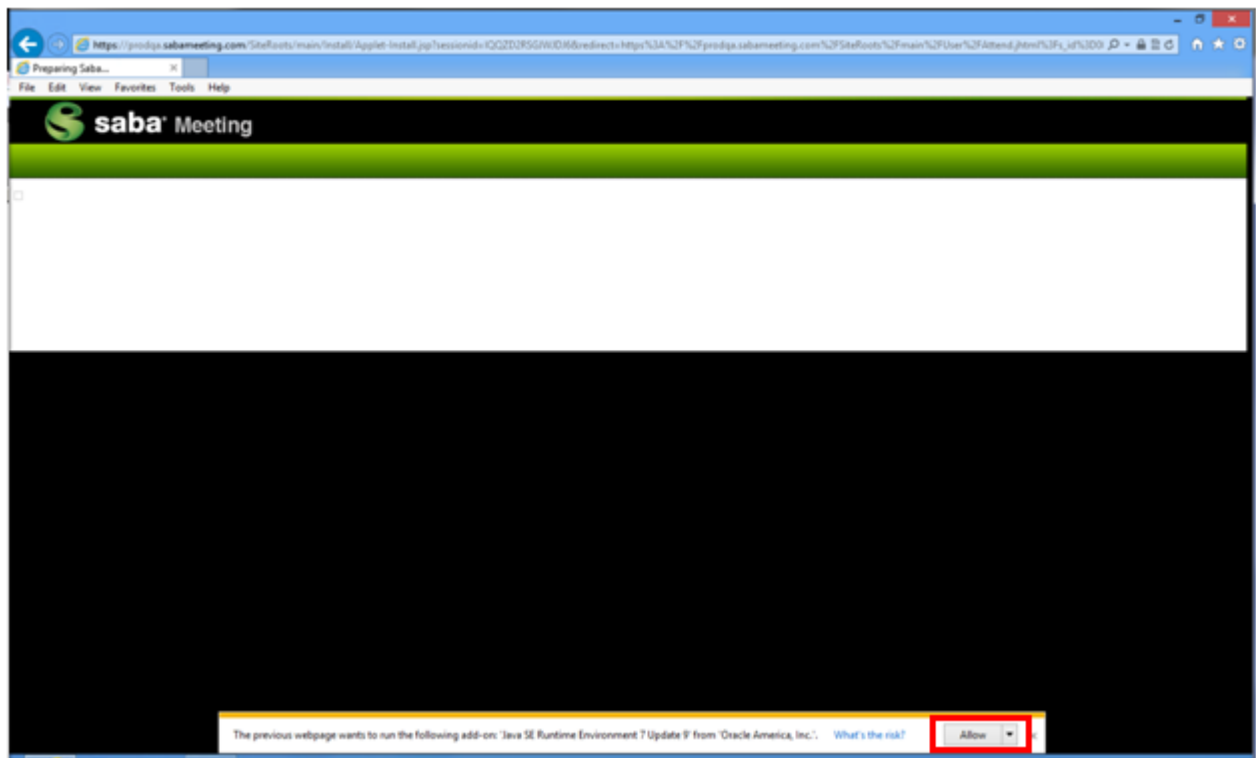 https://prodqa.sabameeting.com/SiteRoots/main/Install/Applet-Install.jsp?sessionid=
Preparing Saba...
File Edit View Favorites Tools Help
saba Meeting
The previous webpage wants to run the following add-on: 'Java SE Runtime Environment 7 Update 9' from 'Oracle America, Inc.'. What's the risk? Allow